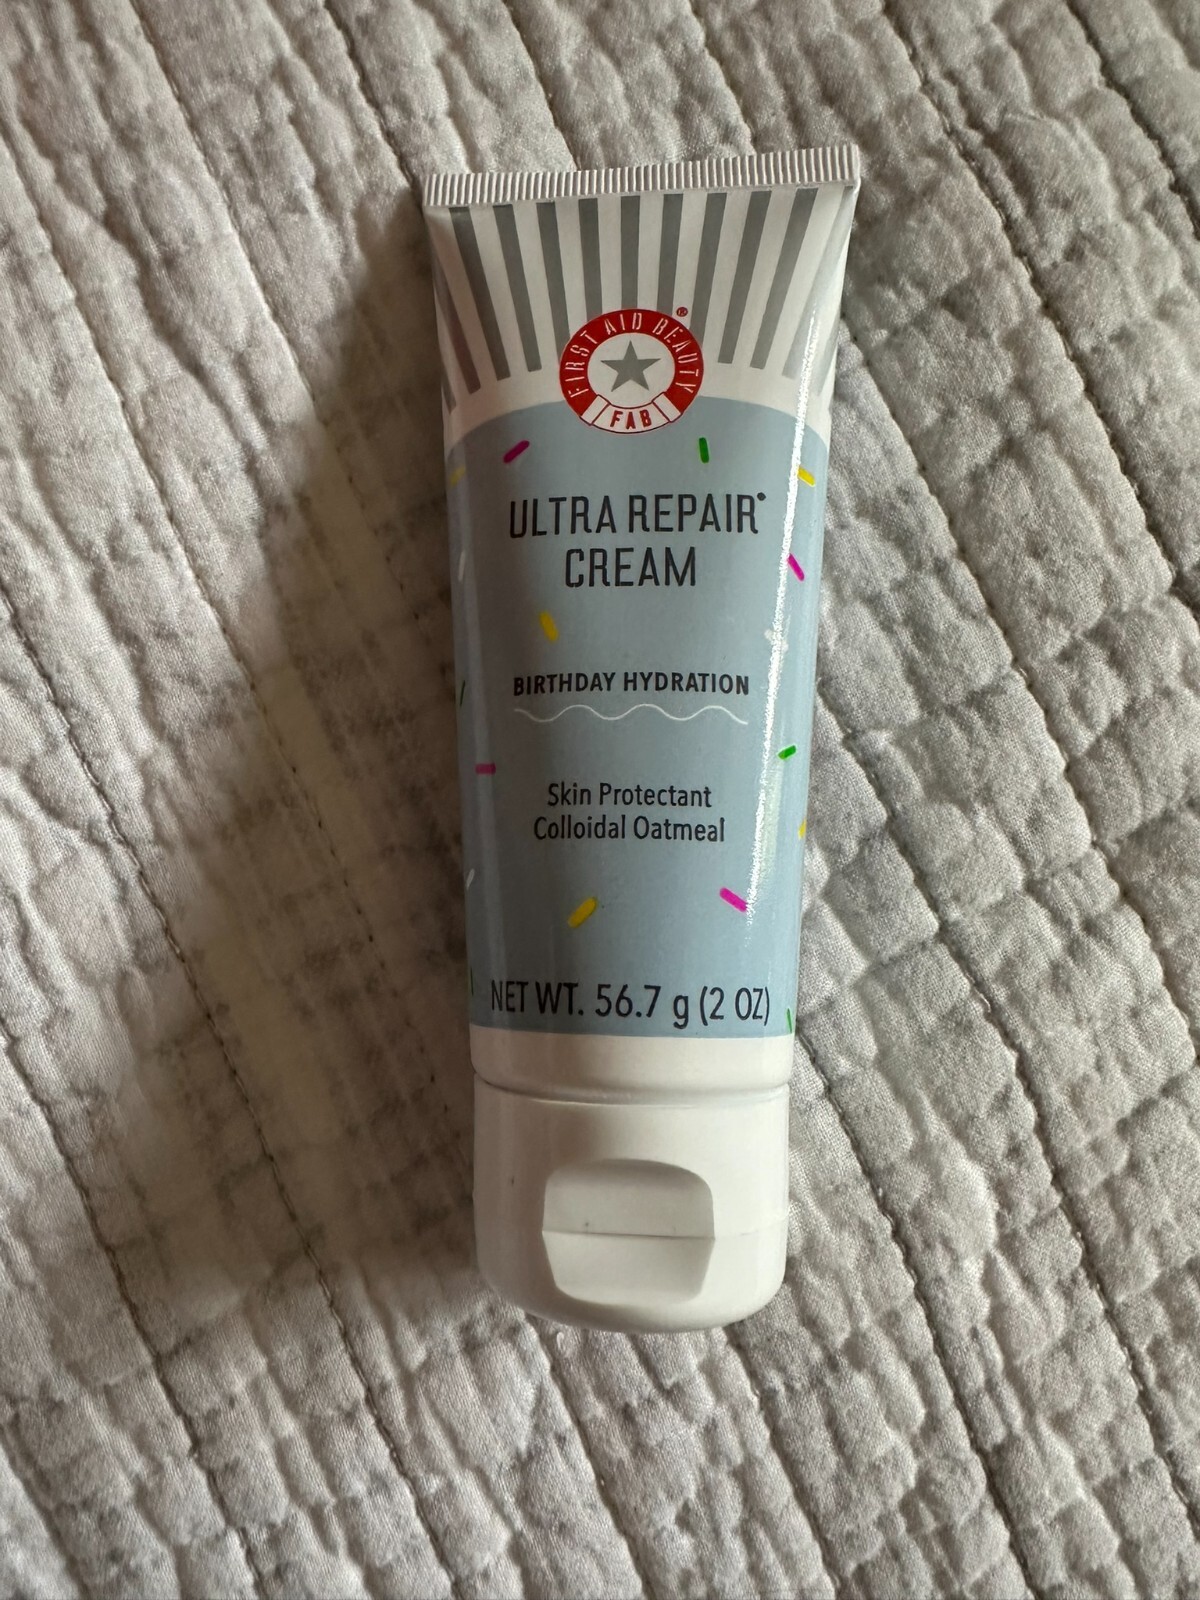 FIRST AID BEAUTY®
FAB
ULTRA REPAIR®
CREAM
BIRTHDAY HYDRATION
Skin Protectant
Colloidal Oatmeal
NET WT. 56.7 g (2 OZ)